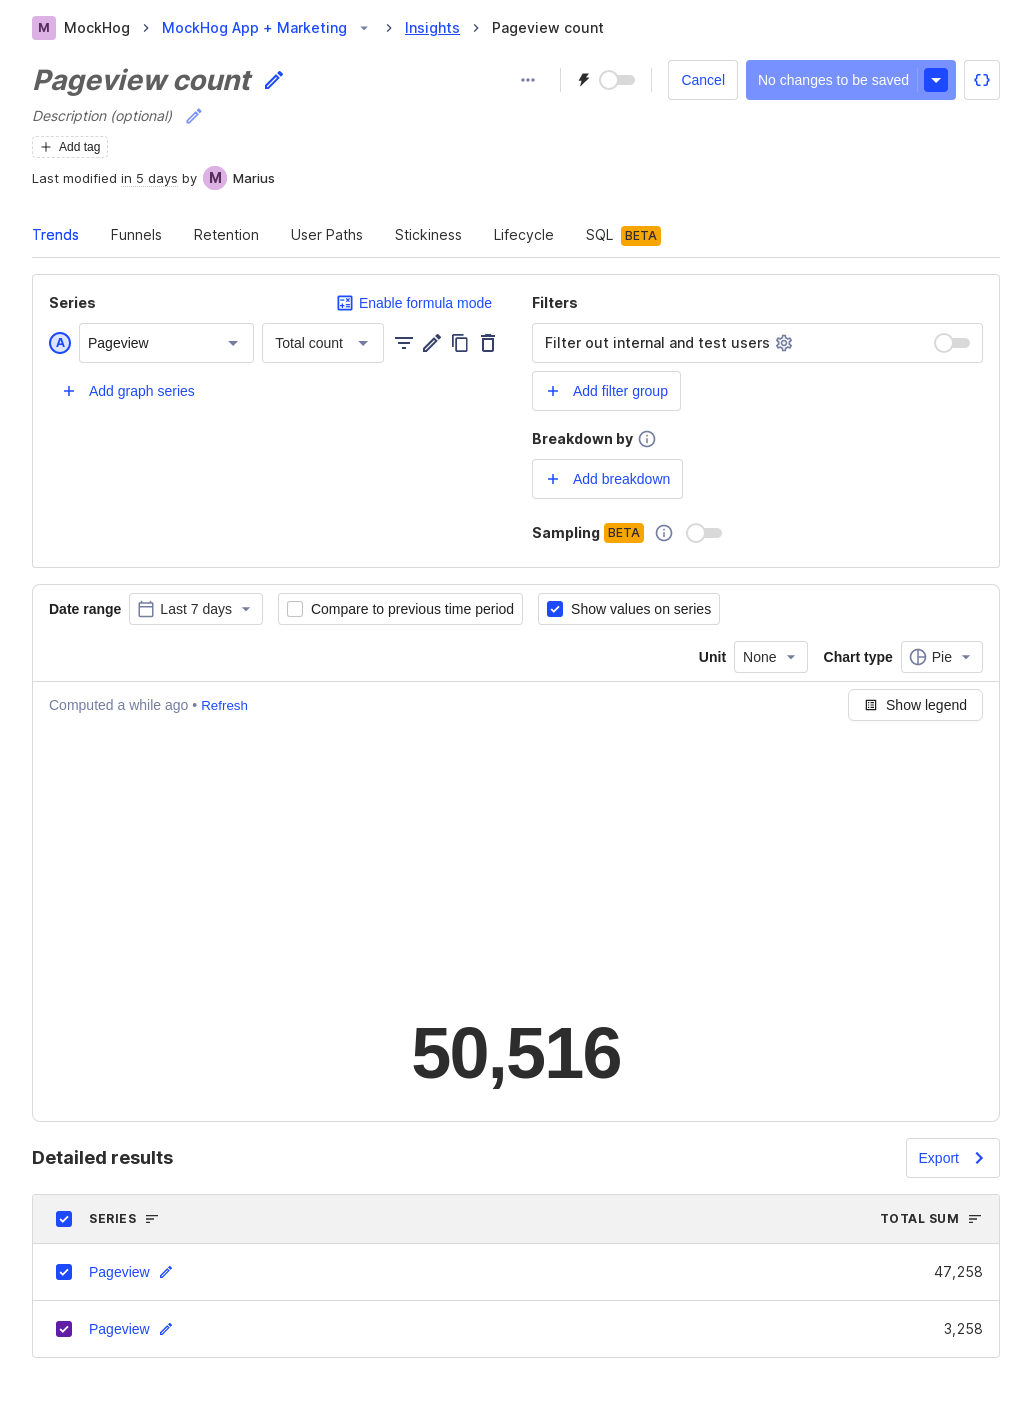 M MockHog MockHog App + Marketing Insights Pageview count
Pageview count
Cancel No changes to be saved
Description (optional)
Add tag
Last modified in 5 days by M Marius
Trends Funnels Retention User Paths Stickiness Lifecycle SQL BETA
Series Enable formula mode
A Pageview Total count
Add graph series
Filters
Filter out internal and test users
Add filter group
Breakdown by
Add breakdown
Sampling BETA
Date range Last 7 days Compare to previous time period Show values on series
Unit None Chart type Pie
Computed a while ago • Refresh Show legend
50,516
Detailed results Export
SERIES TOTAL SUM
Pageview 47,258
Pageview 3,258